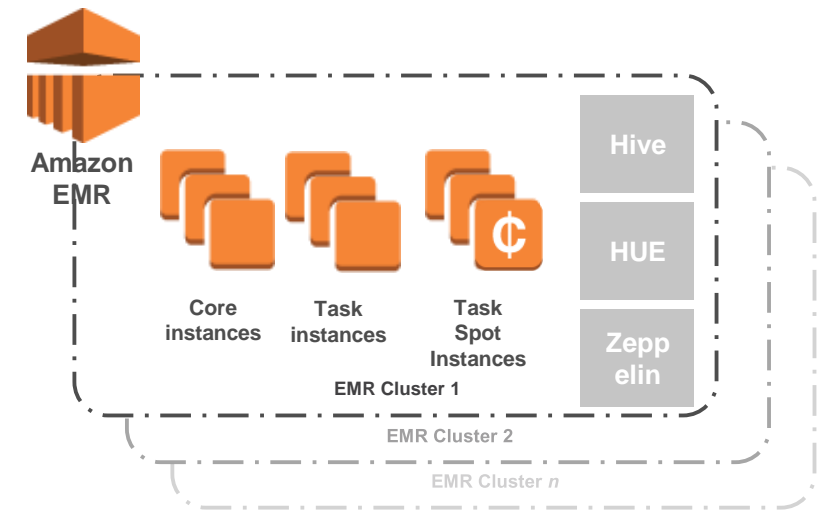 Amazon
EMR
Core
instances
Task
instances
Task
Spot
Instances
¢
Hive
HUE
Zepp
elin
EMR Cluster 1
EMR Cluster 2
EMR Cluster n